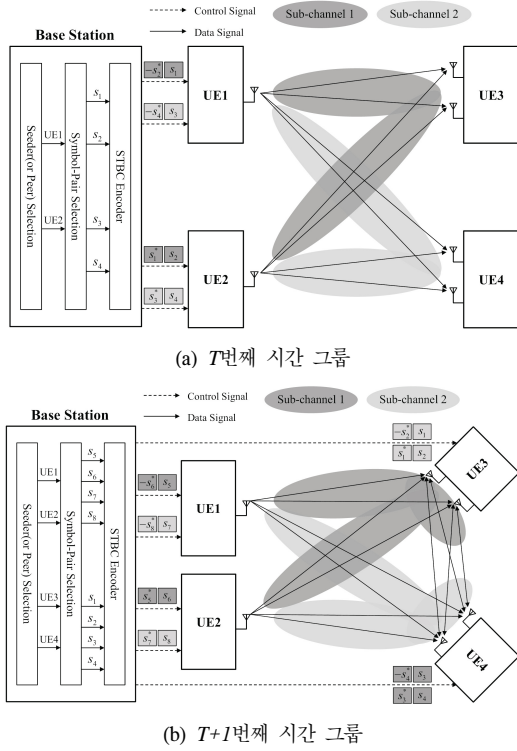 Control Signal
Data Signal
Sub-channel 1
Sub-channel 2
Base Station
Seeder(or Peer) Selection
UE1
UE2
Symbol-Pair Selection
s₁
s₂
s₃
s₄
STBC Encoder
−s₂* s₁
−s₄* s₃
s₁* s₂
s₃* s₄
UE1
UE2
UE3
UE4
(a) T번째 시간 그룹
Control Signal
Data Signal
Sub-channel 1
Sub-channel 2
Base Station
Seeder(or Peer) Selection
UE1
UE2
UE3
UE4
Symbol-Pair Selection
s₅
s₆
s₇
s₈
s₁
s₂
s₃
s₄
STBC Encoder
−s₆* s₅
−s₈* s₇
s₅* s₆
s₇* s₈
UE1
UE2
−s₂* s₁
s₁* s₂
UE3
UE4
−s₄* s₃
s₃* s₄
(b) T+1번째 시간 그룹